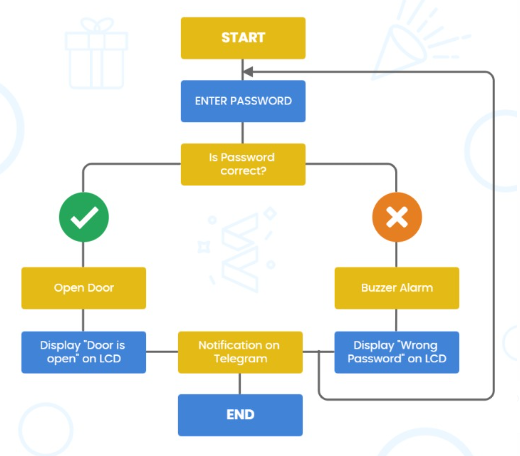 START
ENTER PASSWORD
Is Password
correct?
Open Door
Buzzer Alarm
Display "Door is
open" on LCD
Notification on
Telegram
Display "Wrong
Password" on LCD
END